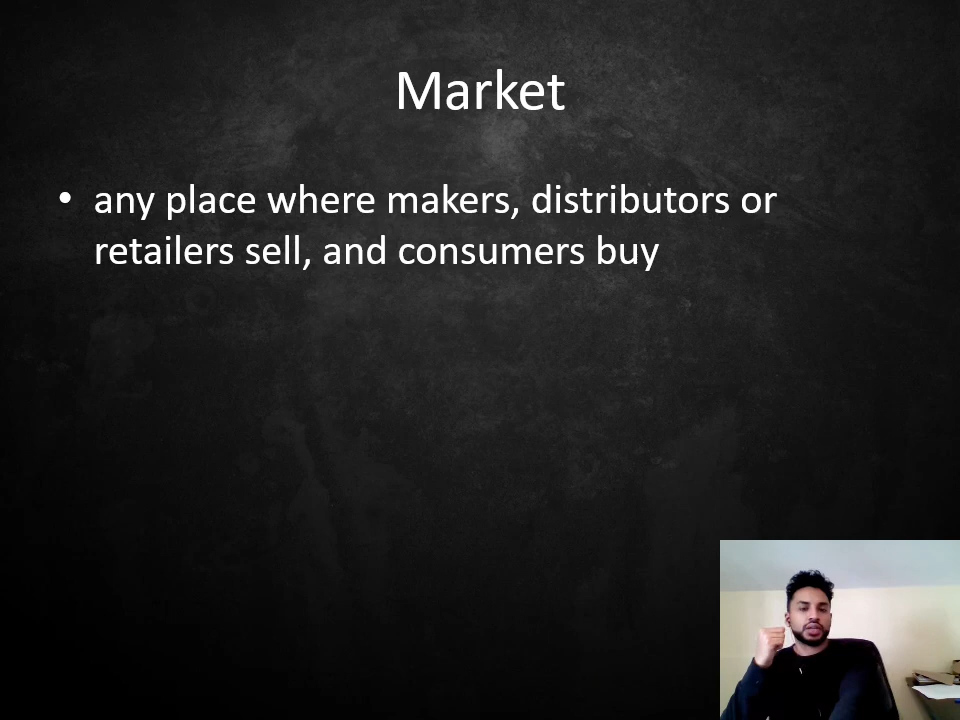 Market
• any place where makers, distributors or
retailers sell, and consumers buy